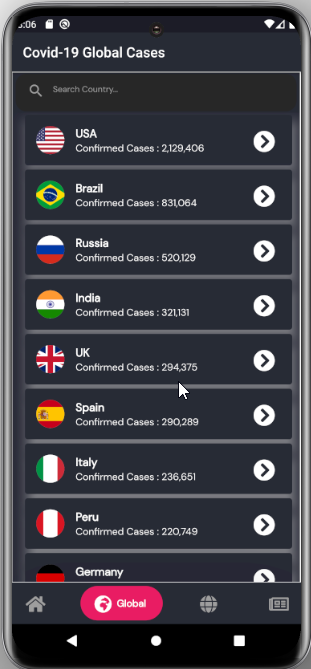 :06
Covid-19 Global Cases
Search Country...
USA
Confirmed Cases : 2,129,406
Brazil
Confirmed Cases : 831,064
Russia
Confirmed Cases : 520,129
India
Confirmed Cases : 321,131
UK
Confirmed Cases : 294,375
Spain
Confirmed Cases : 290,289
Italy
Confirmed Cases : 236,651
Peru
Confirmed Cases : 220,749
Germany
Global